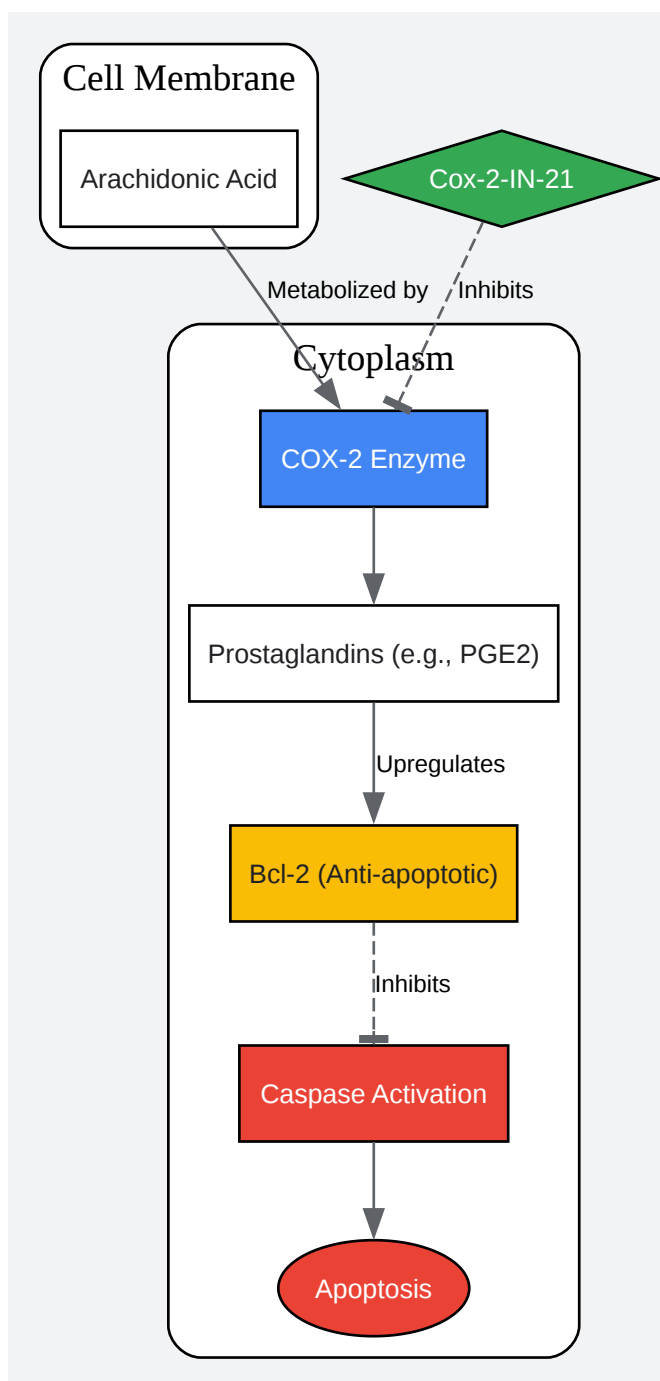 Cell Membrane
Arachidonic Acid
Cox-2-IN-21
Metabolized by
Inhibits
Cytoplasm
COX-2 Enzyme
Prostaglandins (e.g., PGE2)
Upregulates
Bcl-2 (Anti-apoptotic)
Inhibits
Caspase Activation
Apoptosis